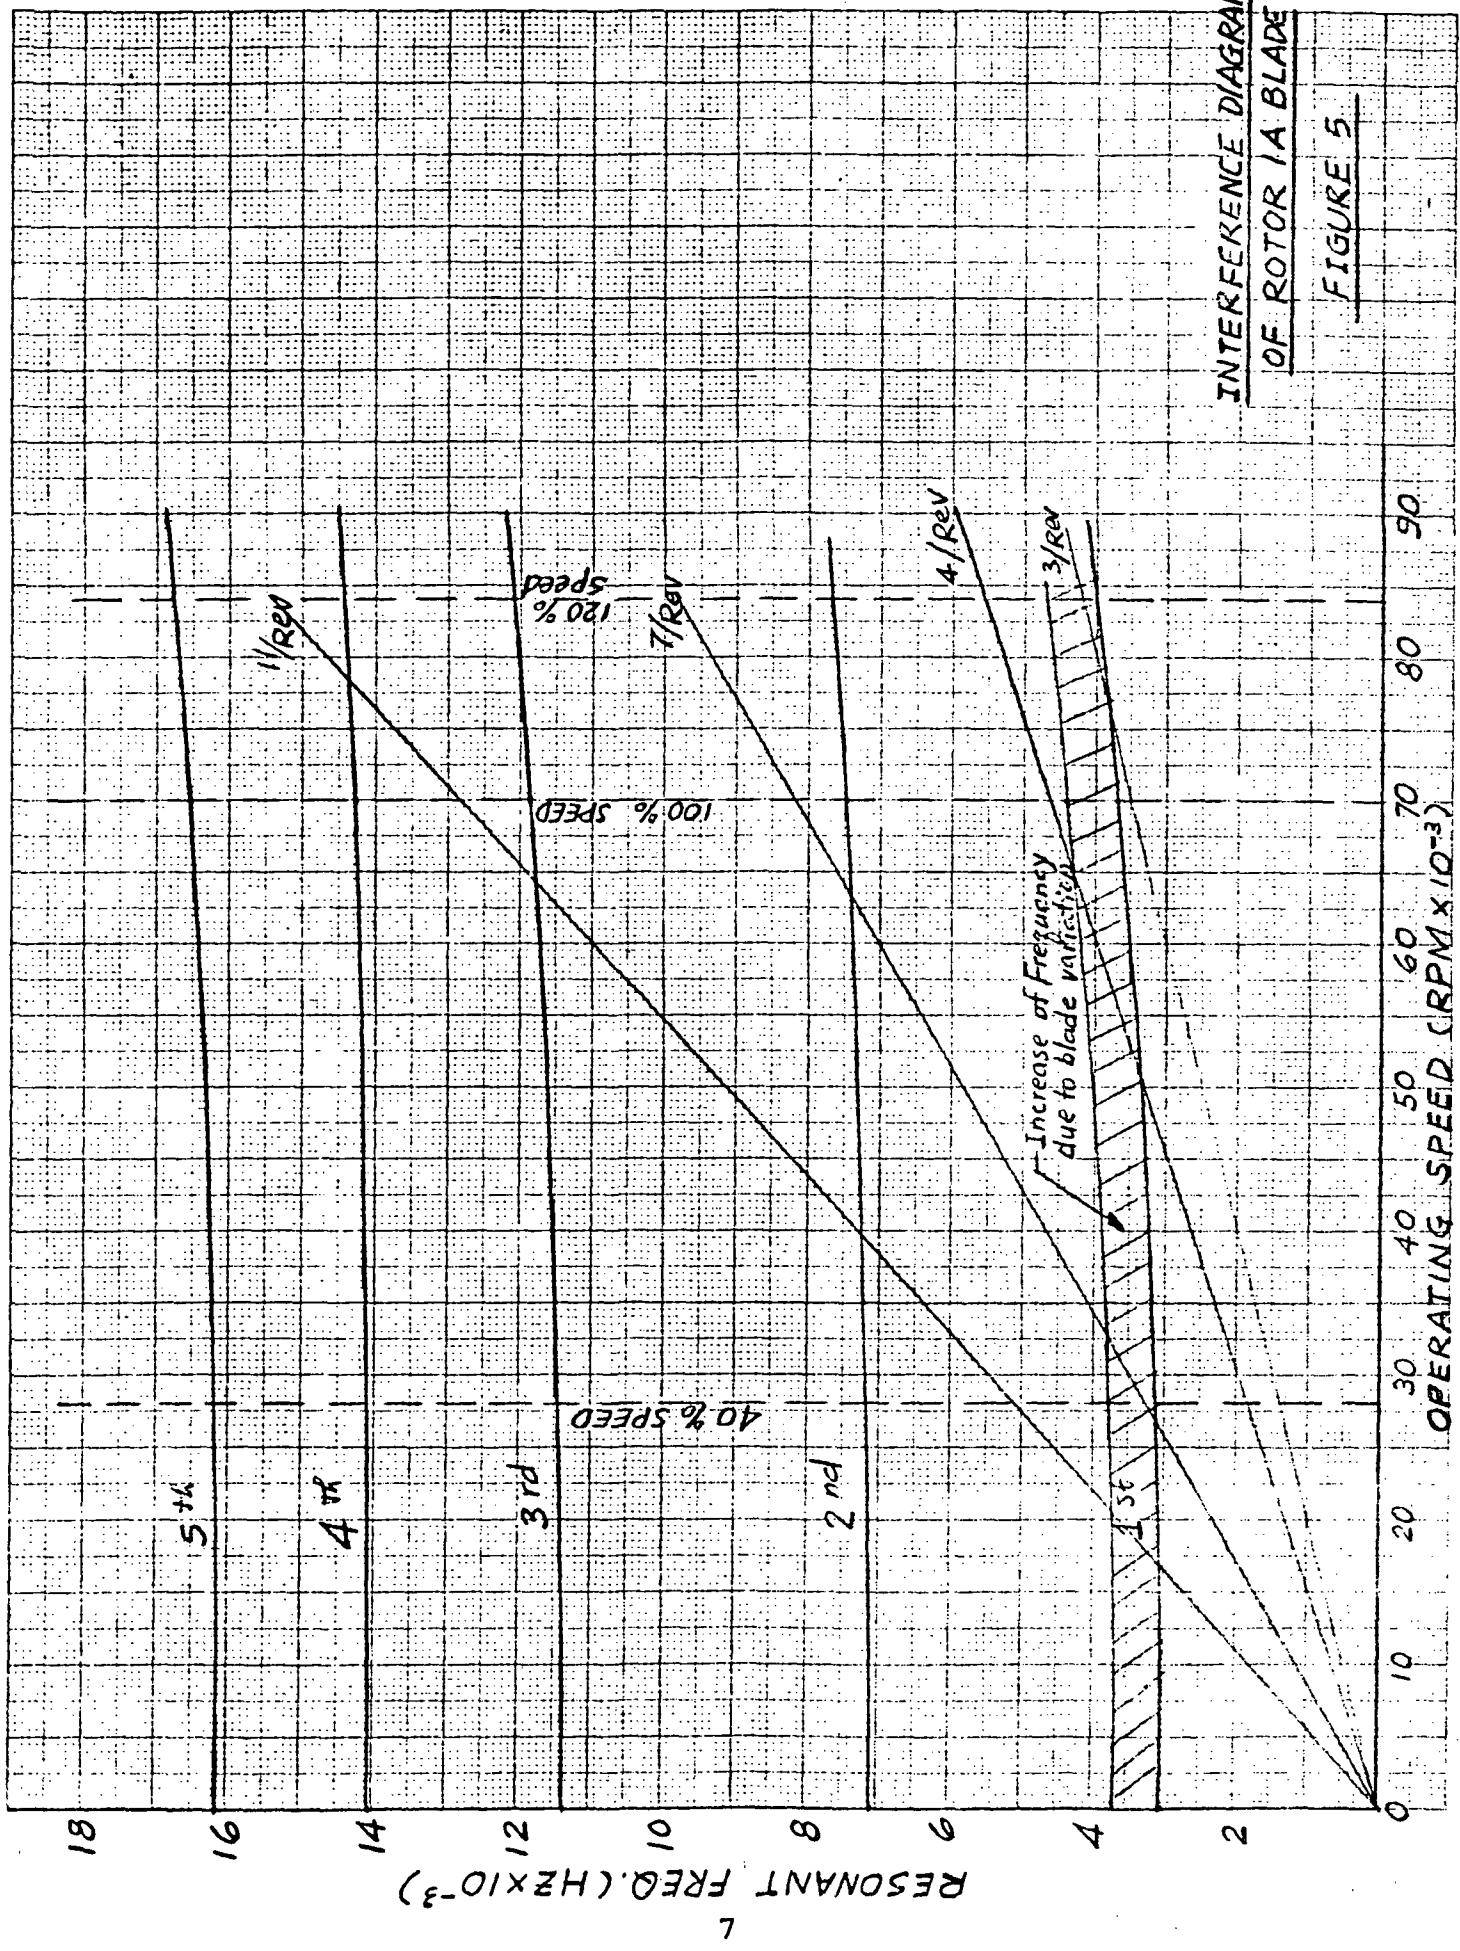 RESONANT FREQ. (HZ×10⁻³)
18
16
14
12
10
8
6
4
2
0
5th
4th
3rd
2nd
1st
40% SPEED
100% SPEED
120%
Speed
11/Rev
7/Rev
4/Rev
3/Rev
Increase of Frequency
due to blade variation
10
20
30
40
50
60
70
80
90
OPERATING SPEED (RPM×10⁻³)
INTERFERENCE DIAGRAM
OF ROTOR 1A BLADE
FIGURE 5
7